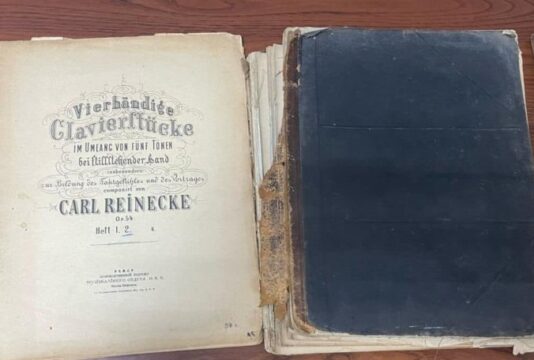 Vierhändige
Clavierstücke
IM UMFANG VON FÜNF TÖNEN
bei stillstehender Hand
zur Bildung des Taktgefühles und des Vortrages
componirt von
CARL REINECKE
Op. 54
Heft 1. 2